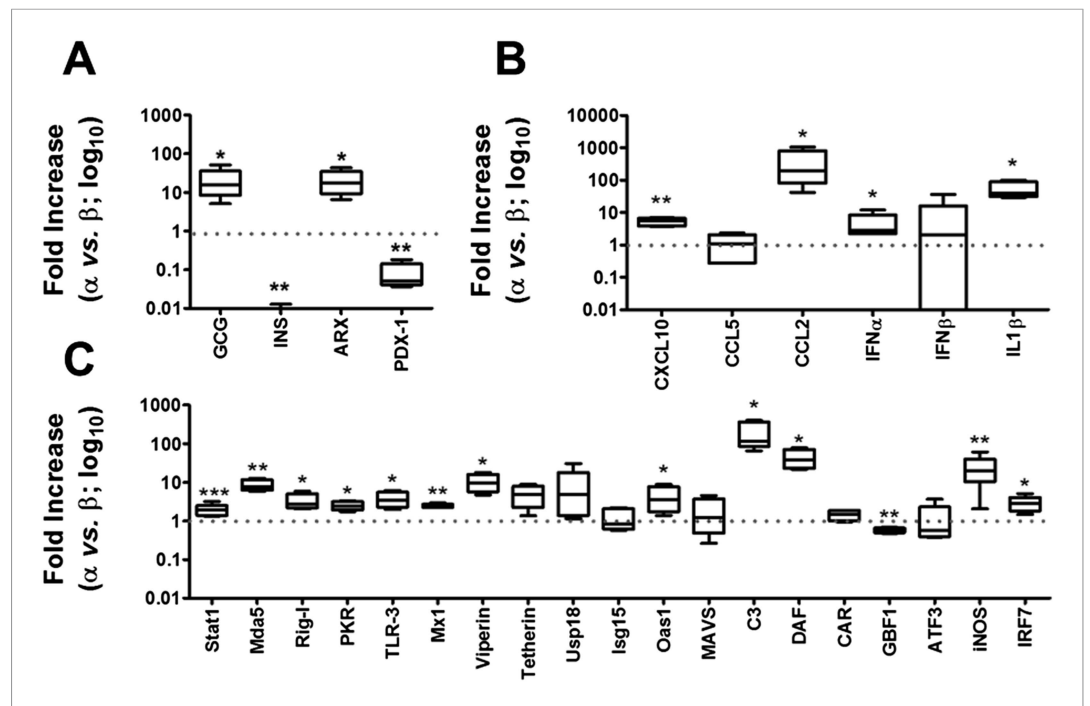 A
Fold Increase
(α vs. β; log10)
1000
100
10
1
0.1
0.01
*
**
*
**
GCG
INS
ARX
PDX-1
B
Fold Increase
(α vs. β; log10)
10000
1000
100
10
1
0.1
0.01
**
*
*
*
CXCL10
CCL5
CCL2
IFNα
IFNβ
IL1β
C
Fold Increase
(α vs. β; log10)
1000
100
10
1
0.1
0.01
***
**
*
*
*
**
*
*
*
*
**
**
*
Stat1
Mda5
Rig-I
PKR
TLR-3
Mx1
Viperin
Tetherin
Usp18
Isg15
Oas1
MAVS
C3
DAF
CAR
GBF1
ATF3
iNOS
IRF7